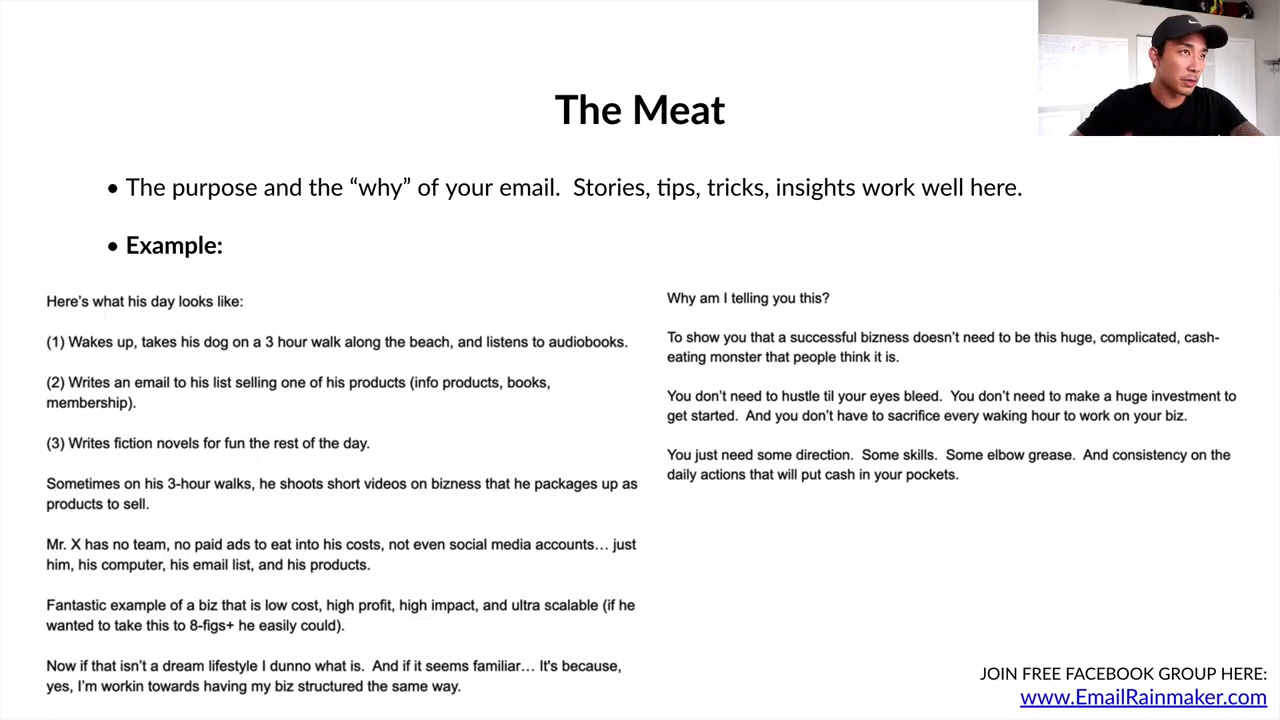 The Meat
• The purpose and the “why” of your email.  Stories, tips, tricks, insights work well here.
• Example:
Here’s what his day looks like:
(1) Wakes up, takes his dog on a 3 hour walk along the beach, and listens to audiobooks.
(2) Writes an email to his list selling one of his products (info products, books,
membership).
(3) Writes fiction novels for fun the rest of the day.
Sometimes on his 3-hour walks, he shoots short videos on bizness that he packages up as
products to sell.
Mr. X has no team, no paid ads to eat into his costs, not even social media accounts… just
him, his computer, his email list, and his products.
Fantastic example of a biz that is low cost, high profit, high impact, and ultra scalable (if he
wanted to take this to 8-figs+ he easily could).
Now if that isn’t a dream lifestyle I dunno what is.  And if it seems familiar… It's because,
yes, I’m workin towards having my biz structured the same way.
Why am I telling you this?
To show you that a successful bizness doesn’t need to be this huge, complicated, cash-
eating monster that people think it is.
You don’t need to hustle til your eyes bleed.  You don’t need to make a huge investment to
get started.  And you don’t have to sacrifice every waking hour to work on your biz.
You just need some direction.  Some skills.  Some elbow grease.  And consistency on the
daily actions that will put cash in your pockets.
JOIN FREE FACEBOOK GROUP HERE:
www.EmailRainmaker.com